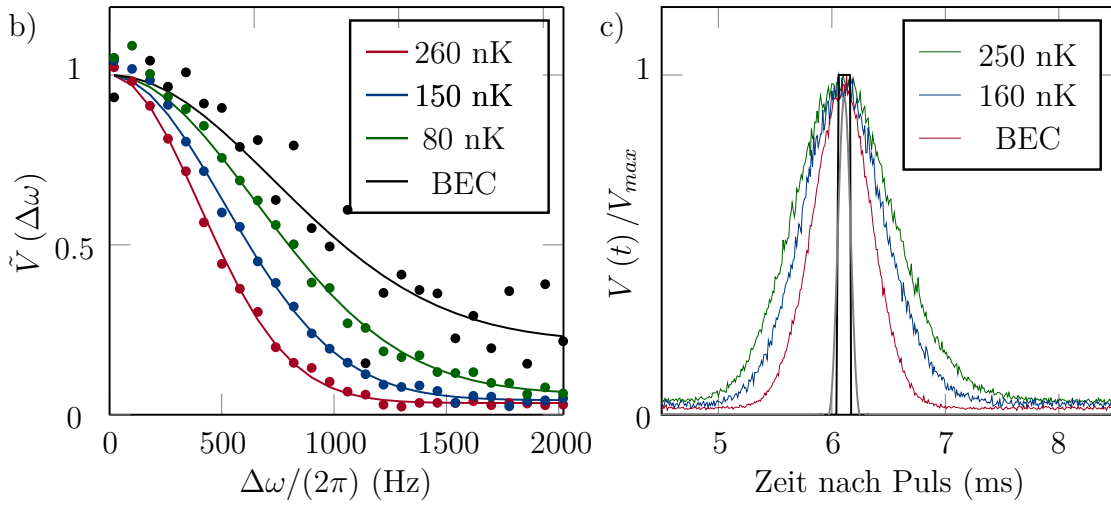 b)
260 nK
150 nK
80 nK
BEC
1
0.5
0
Ṽ (Δω)
0
500
1000
1500
2000
Δω/(2π) (Hz)
c)
250 nK
160 nK
BEC
1
0
V (t) /V_max
5
6
7
8
Zeit nach Puls (ms)